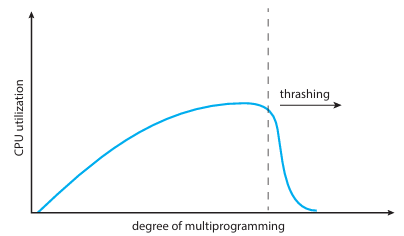 thrashing
CPU utilization
degree of multiprogramming